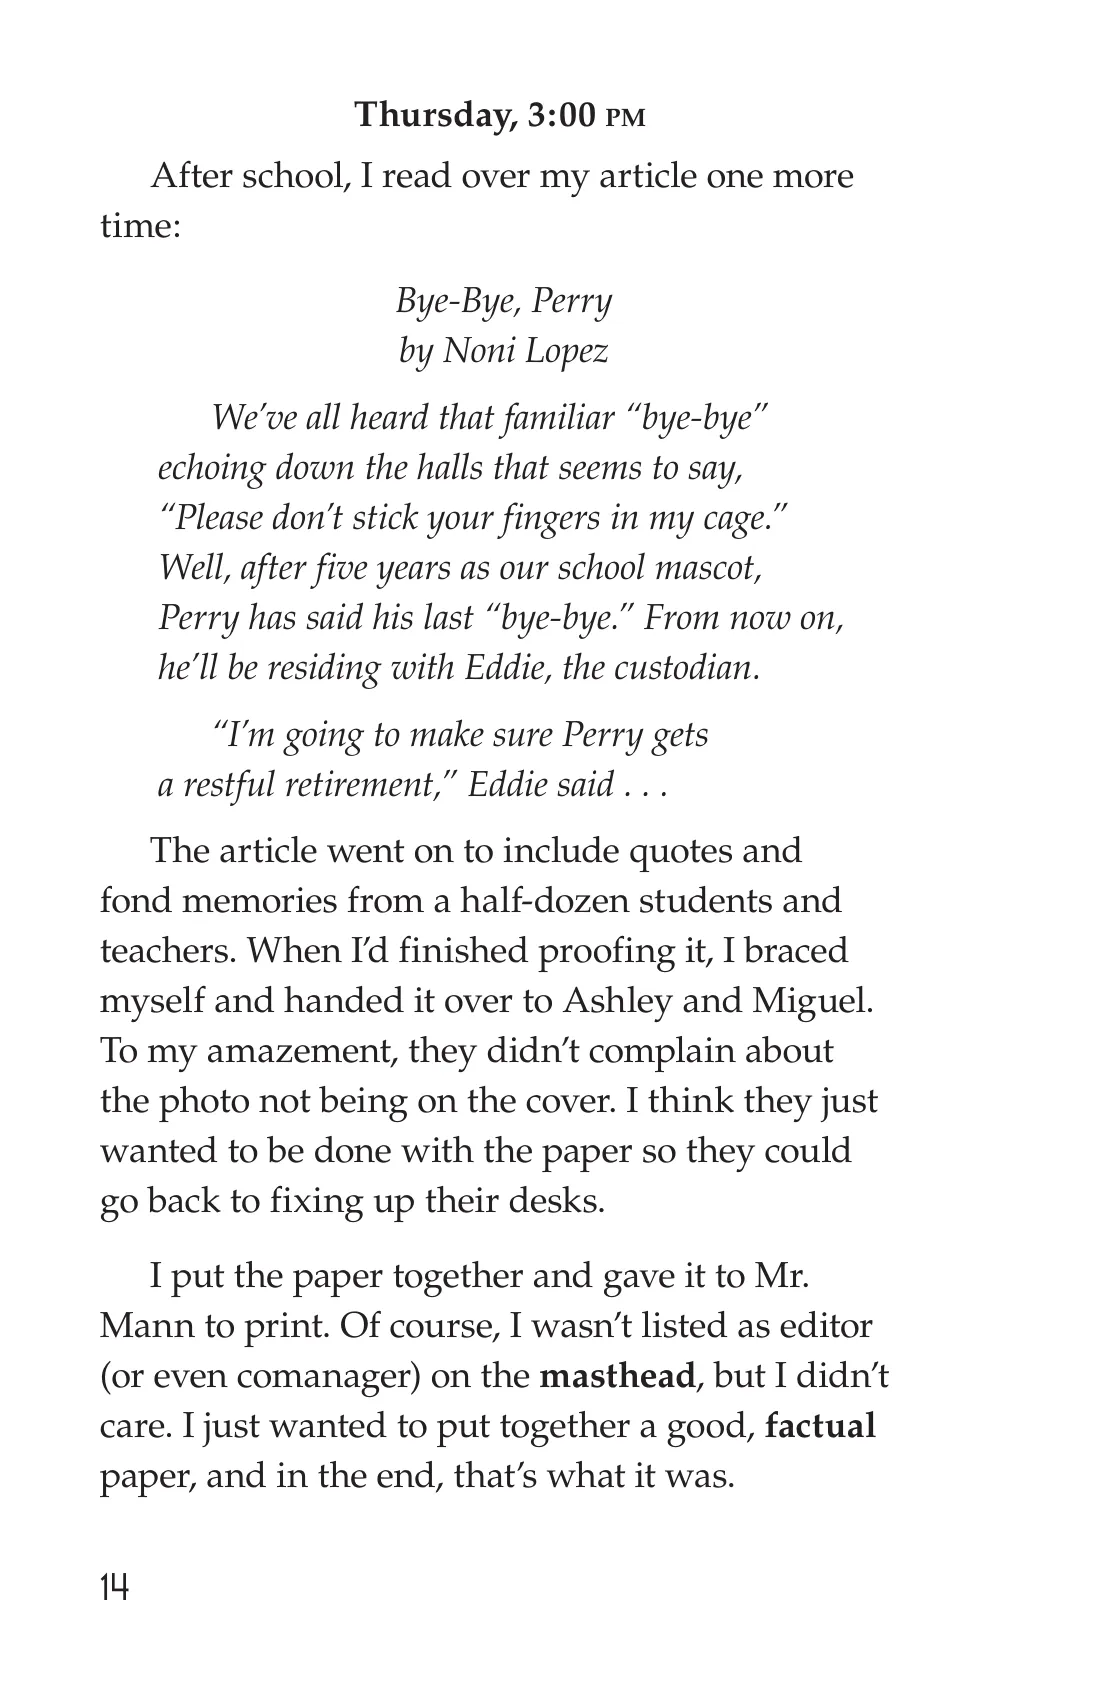 Thursday, 3:00 PM
After school, I read over my article one more
time:
Bye-Bye, Perry
by Noni Lopez
We’ve all heard that familiar “bye-bye”
echoing down the halls that seems to say,
“Please don’t stick your fingers in my cage.”
Well, after five years as our school mascot,
Perry has said his last “bye-bye.” From now on,
he’ll be residing with Eddie, the custodian.
“I’m going to make sure Perry gets
a restful retirement,” Eddie said . . .
The article went on to include quotes and
fond memories from a half-dozen students and
teachers. When I’d finished proofing it, I braced
myself and handed it over to Ashley and Miguel.
To my amazement, they didn’t complain about
the photo not being on the cover. I think they just
wanted to be done with the paper so they could
go back to fixing up their desks.
I put the paper together and gave it to Mr.
Mann to print. Of course, I wasn’t listed as editor
(or even comanager) on the masthead, but I didn’t
care. I just wanted to put together a good, factual
paper, and in the end, that’s what it was.
14